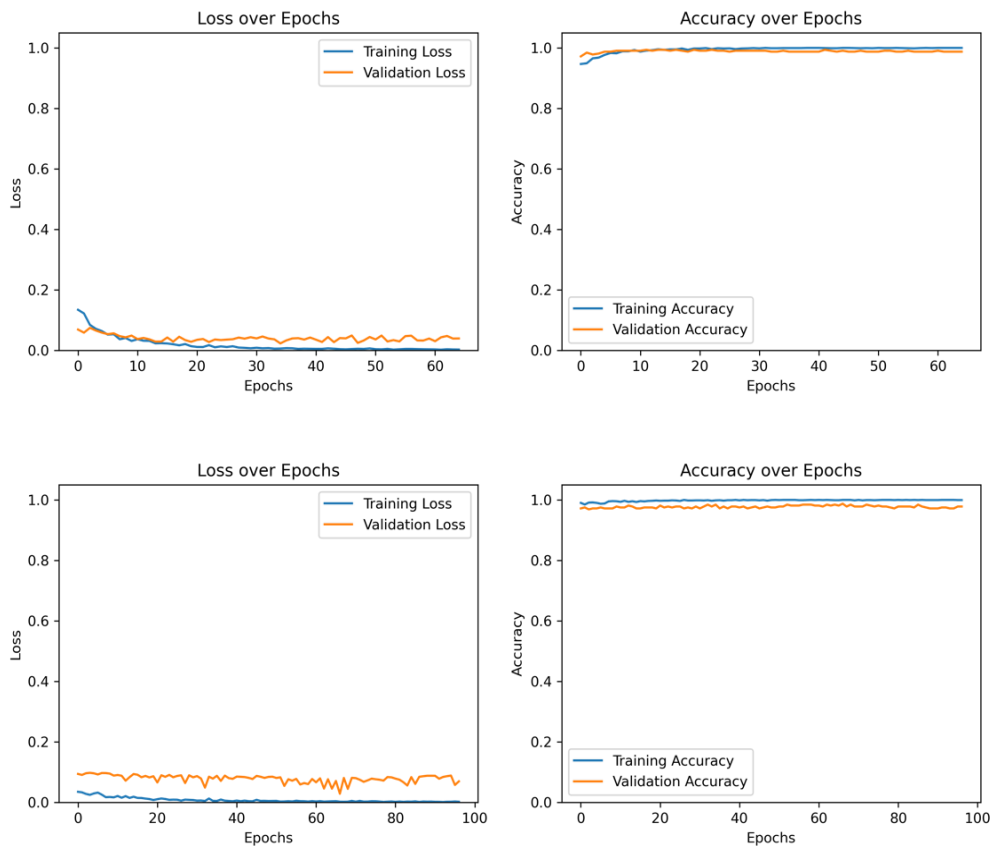 Loss over Epochs
Training Loss
Validation Loss
1.0
0.8
0.6
0.4
0.2
0.0
Loss
0 10 20 30 40 50 60
Epochs
Accuracy over Epochs
1.0
0.8
0.6
0.4
0.2
0.0
Accuracy
Training Accuracy
Validation Accuracy
0 10 20 30 40 50 60
Epochs
Loss over Epochs
Training Loss
Validation Loss
1.0
0.8
0.6
0.4
0.2
0.0
Loss
0 20 40 60 80 100
Epochs
Accuracy over Epochs
1.0
0.8
0.6
0.4
0.2
0.0
Accuracy
Training Accuracy
Validation Accuracy
0 20 40 60 80 100
Epochs